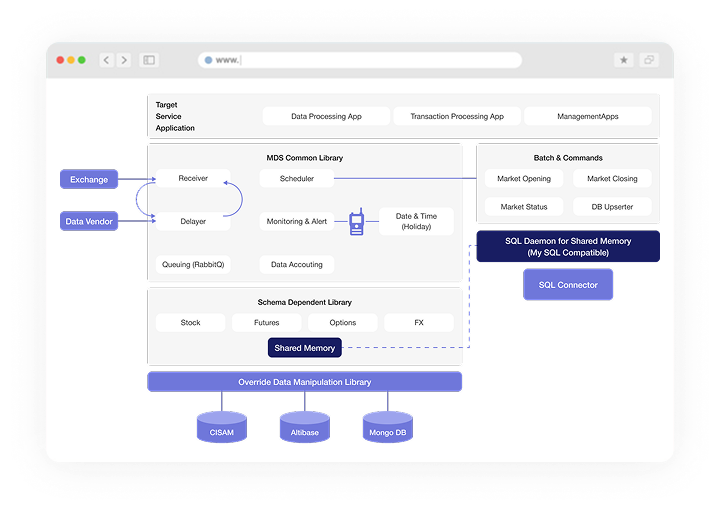 www.
Target
Service
Application
Data Processing App
Transaction Processing App
ManagementApps
MDS Common Library
Batch & Commands
Exchange
Receiver
Scheduler
Market Opening
Market Closing
Data Vendor
Delayer
Monitoring & Alert
Date & Time
(Holiday)
Market Status
DB Upserter
Queuing (RabbitQ)
Data Accouting
SQL Daemon for Shared Memory
(My SQL Compatible)
SQL Connector
Schema Dependent Library
Stock
Futures
Options
FX
Shared Memory
Override Data Manipulation Library
CISAM
Altibase
Mongo DB